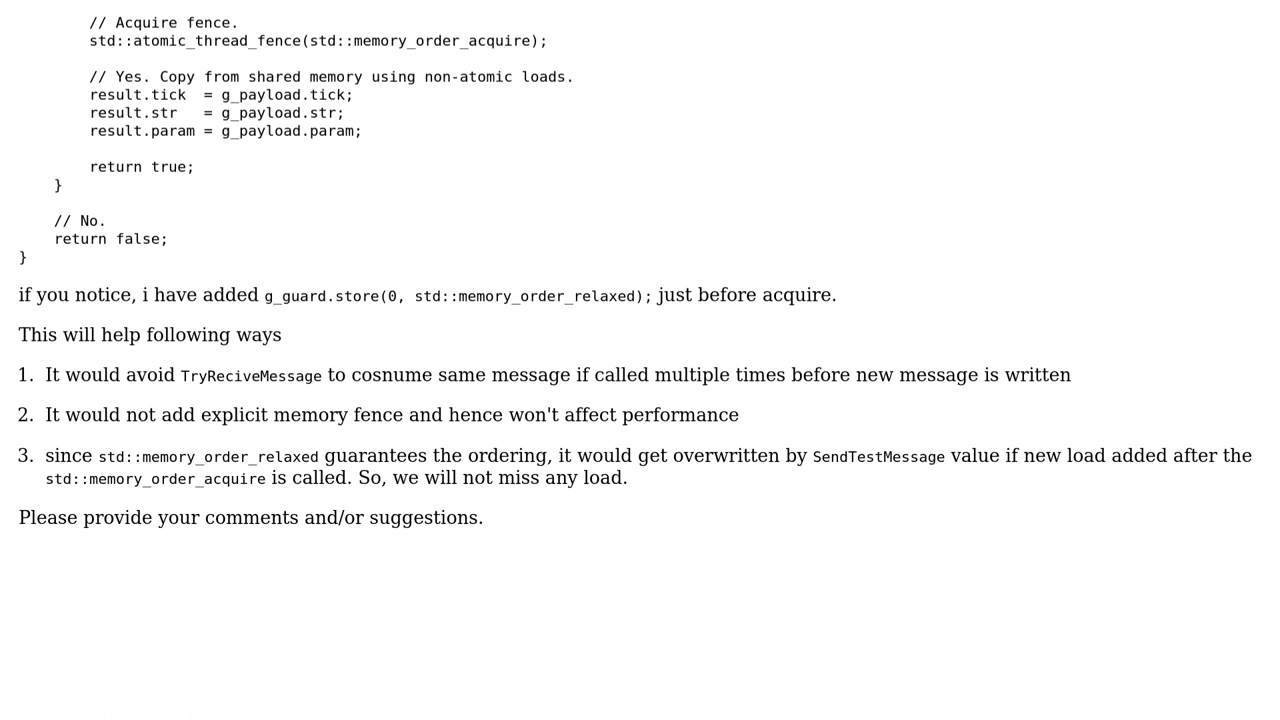 // Acquire fence.
std::atomic_thread_fence(std::memory_order_acquire);
// Yes. Copy from shared memory using non-atomic loads.
result.tick  = g_payload.tick;
result.str   = g_payload.str;
result.param = g_payload.param;
return true;
}
// No.
return false;
}
if you notice, i have added g_guard.store(0, std::memory_order_relaxed); just before acquire.
This will help following ways
1. It would avoid TryReciveMessage to cosnume same message if called multiple times before new message is written
2. It would not add explicit memory fence and hence won't affect performance
3. since std::memory_order_relaxed guarantees the ordering, it would get overwritten by SendTestMessage value if new load added after the
std::memory_order_acquire is called. So, we will not miss any load.
Please provide your comments and/or suggestions.